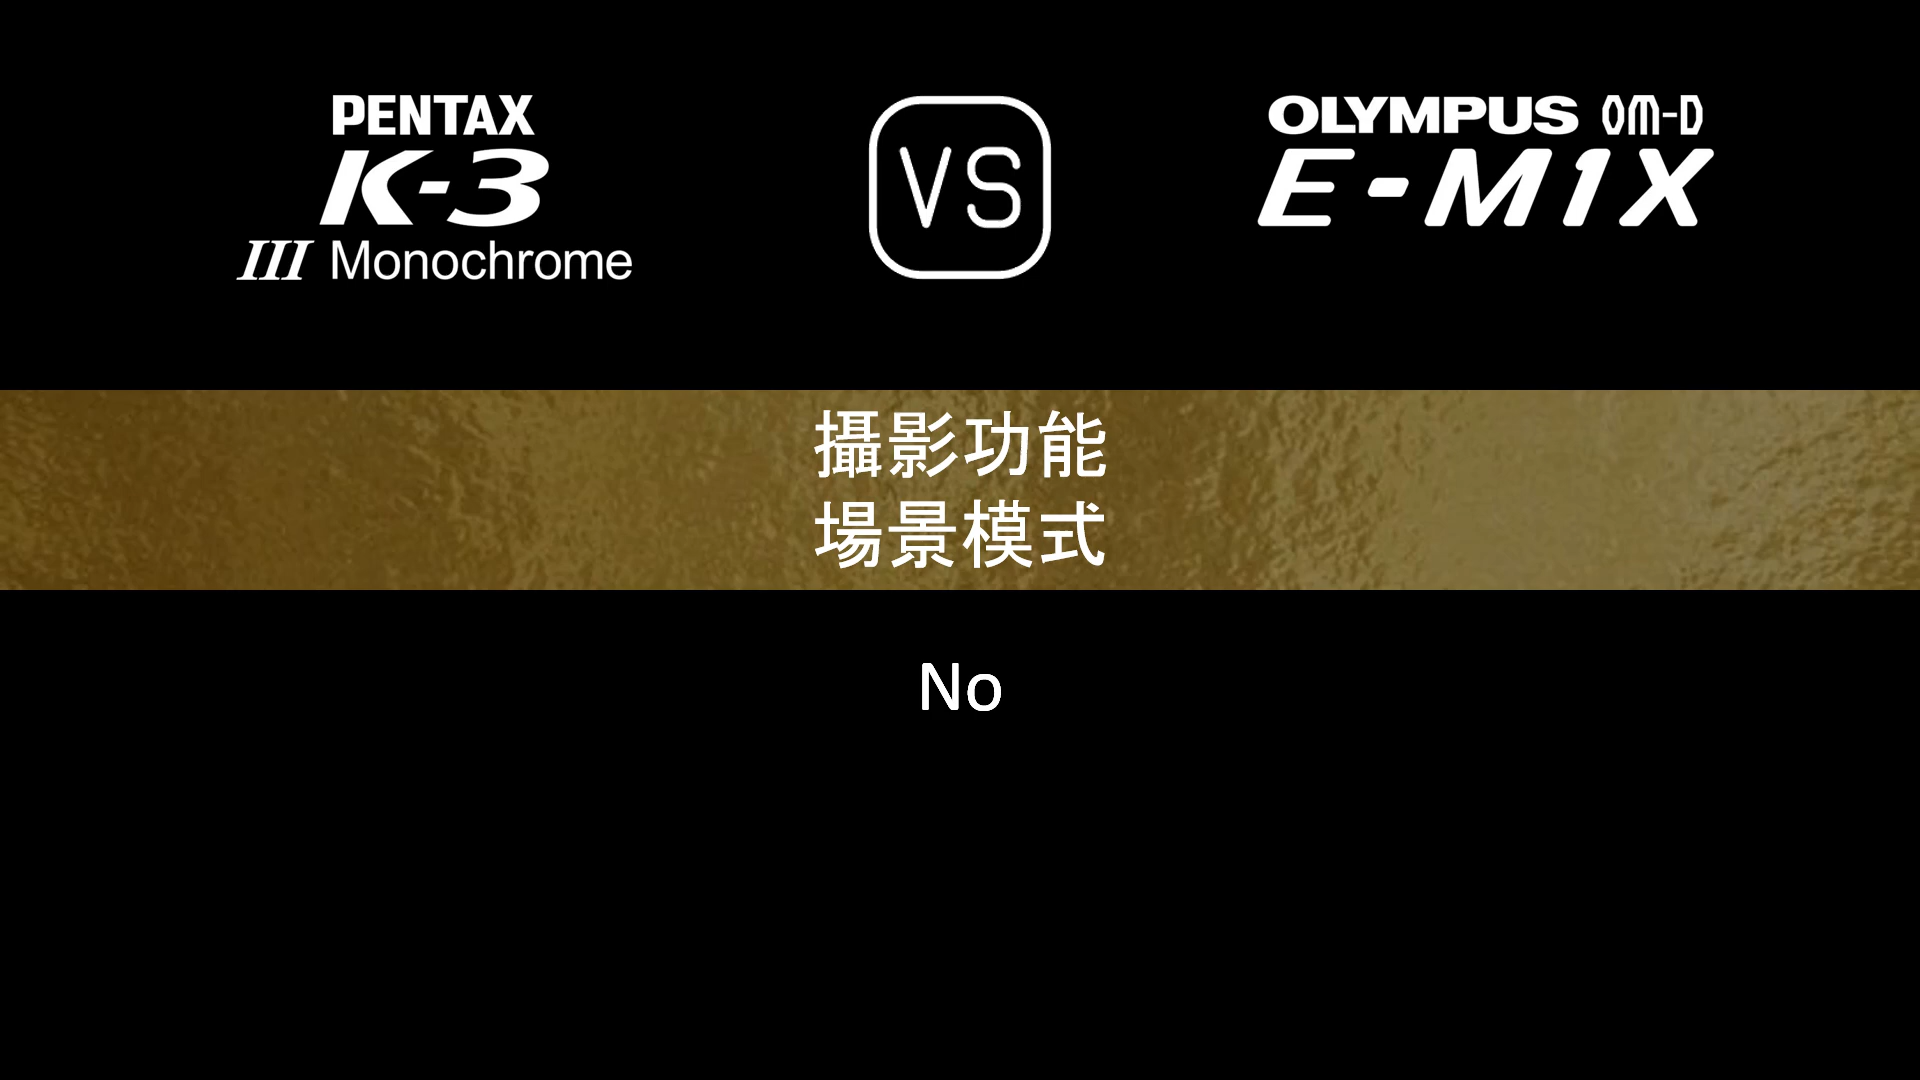 PENTAX
K-3
III Monochrome
VS
OLYMPUS OM-D
E-M1X
攝影功能
場景模式
No